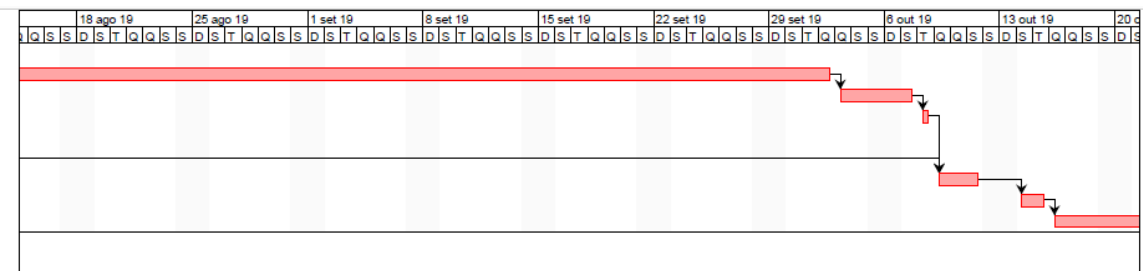 18 ago 19 25 ago 19 1 set 19 8 set 19 15 set 19 22 set 19 29 set 19 6 out 19 13 out 19 20
Q S S D S T Q Q S S D S T Q Q S S D S T Q Q S S D S T Q Q S S D S T Q Q S S D S T Q Q S S D S T Q Q S S D S T Q Q S S D S T Q Q S S D S